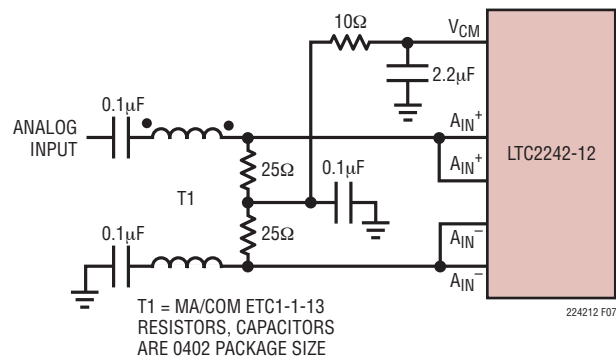 10Ω
VCM
2.2µF
0.1µF
ANALOG
INPUT
AIN+
AIN+
LTC2242-12
25Ω
0.1µF
T1
25Ω
0.1µF
AIN–
AIN–
T1 = MA/COM ETC1-1-13
RESISTORS, CAPACITORS
ARE 0402 PACKAGE SIZE
224212 F07